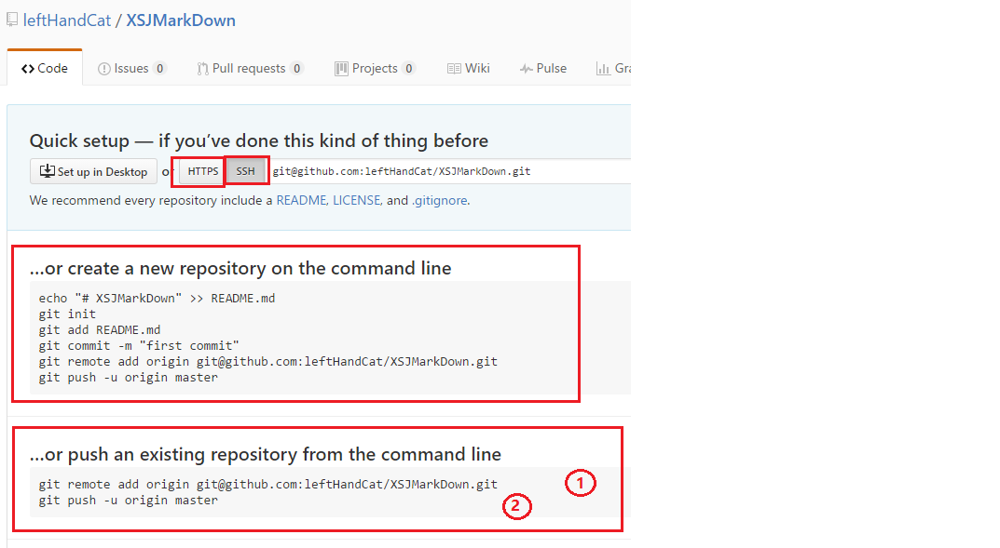 leftHandCat / XSJMarkDown
Code Issues 0 Pull requests 0 Projects 0 Wiki Pulse
Quick setup — if you've done this kind of thing before
Set up in Desktop or HTTPS SSH git@github.com:leftHandCat/XSJMarkDown.git
We recommend every repository include a README, LICENSE, and .gitignore.
…or create a new repository on the command line
echo "# XSJMarkDown" >> README.md
git init
git add README.md
git commit -m "first commit"
git remote add origin git@github.com:leftHandCat/XSJMarkDown.git
git push -u origin master
…or push an existing repository from the command line
git remote add origin git@github.com:leftHandCat/XSJMarkDown.git 1
git push -u origin master 2